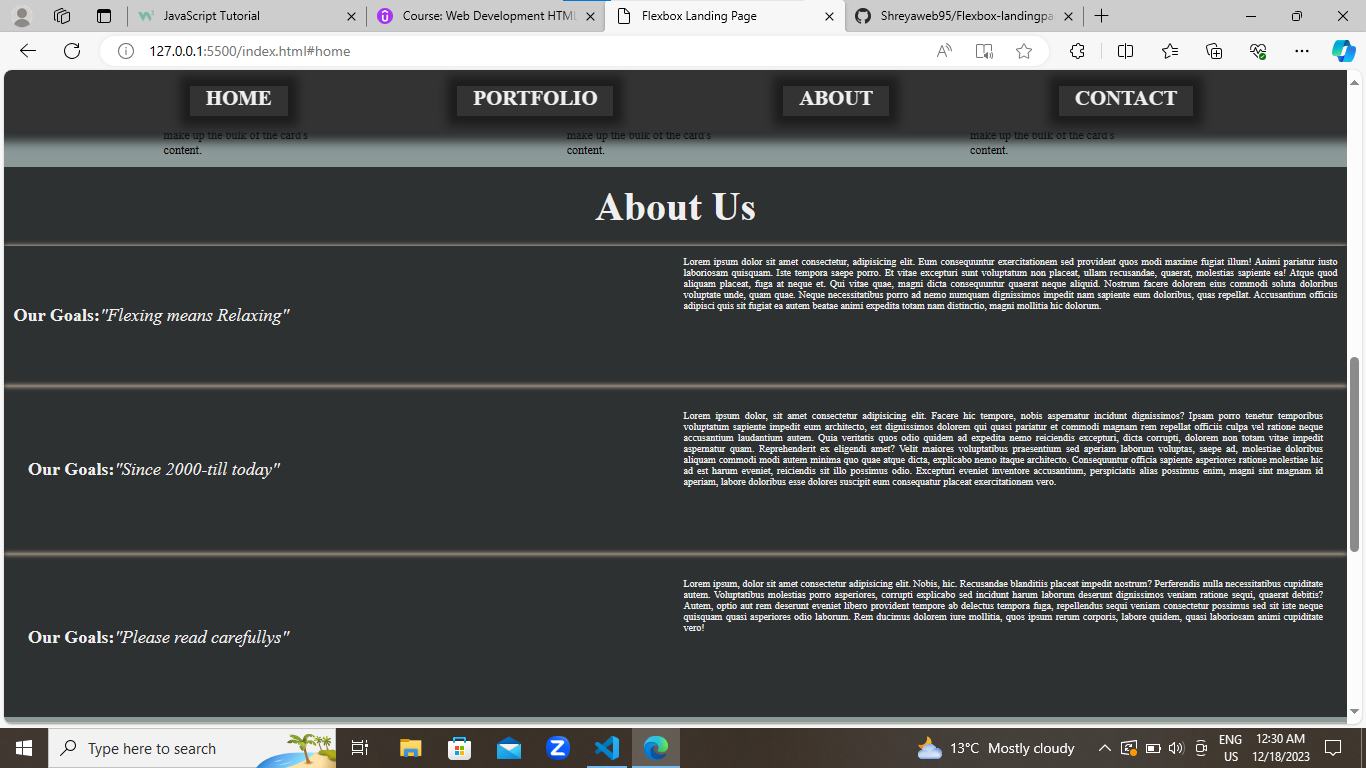 JavaScript Tutorial
Course: Web Development HTML
Flexbox Landing Page
Shreyaweb95/Flexbox-landingpa
127.0.0.1:5500/index.html#home
HOME PORTFOLIO ABOUT CONTACT
make up the bulk of the card's make up the bulk of the card's make up the bulk of the card's
content. content. content.
About Us
Our Goals:"Flexing means Relaxing"
Lorem ipsum dolor sit amet consectetur, adipisicing elit. Eum consequuntur exercitationem sed provident quos modi maxime fugiat illum! Animi pariatur iusto
laboriosam quisquam. Iste tempora saepe porro. Et vitae excepturi sunt voluptatum non placeat, ullam recusandae, quaerat, molestias sapiente ea! Atque quod
aliquam placeat, fuga at neque et. Qui vitae quae, magni dicta consequuntur quaerat neque aliquid. Nostrum facere dolorem eius commodi soluta doloribus
voluptate unde, quam quae. Neque necessitatibus porro ad nemo numquam dignissimos impedit nam sapiente eum doloribus, quas repellat. Accusantium officiis
adipisci quis sit fugiat ea autem beatae animi expedita totam nam distinctio, magni mollitia hic dolorum.
Our Goals:"Since 2000-till today"
Lorem ipsum dolor, sit amet consectetur adipisicing elit. Facere hic tempore, nobis aspernatur incidunt dignissimos? Ipsam porro tenetur temporibus
voluptatum sapiente impedit eum architecto, est dignissimos dolorem qui quasi pariatur et commodi magnam rem repellat officiis culpa vel ratione neque
accusantium laudantium autem. Quia veritatis quos odio quidem ad expedita nemo reiciendis excepturi, dicta corrupti, dolorem non totam vitae impedit
aspernatur quam. Reprehenderit ex eligendi amet? Velit maiores voluptatibus praesentium sed aperiam laborum voluptas, saepe ad, molestiae doloribus
aliquam commodi modi autem minima quo quae atque dicta, explicabo nemo itaque architecto. Consequuntur officia sapiente asperiores ratione molestiae hic
ad est harum eveniet, reiciendis sit illo possimus odio. Excepturi eveniet inventore accusantium, perspiciatis alias possimus enim, magni sint magnam id
aperiam, labore doloribus esse dolores suscipit eum consequatur placeat exercitationem vero.
Our Goals:"Please read carefullys"
Lorem ipsum, dolor sit amet consectetur adipisicing elit. Nobis, hic. Recusandae blanditiis placeat impedit nostrum? Perferendis nulla necessitatibus cupiditate
autem. Voluptatibus molestias porro asperiores, corrupti explicabo sed incidunt harum laborum deserunt dignissimos veniam ratione sequi, quaerat debitis?
Autem, optio aut rem deserunt eveniet libero provident tempore ab delectus tempora fuga, repellendus sequi veniam consectetur possimus sed sit iste neque
quisquam quasi asperiores odio laborum. Rem ducimus dolorem iure mollitia, quos ipsum rerum corporis, labore quidem, quasi laboriosam animi cupiditate
vero!
Type here to search
13°C Mostly cloudy
ENG
US
12:30 AM
12/18/2023